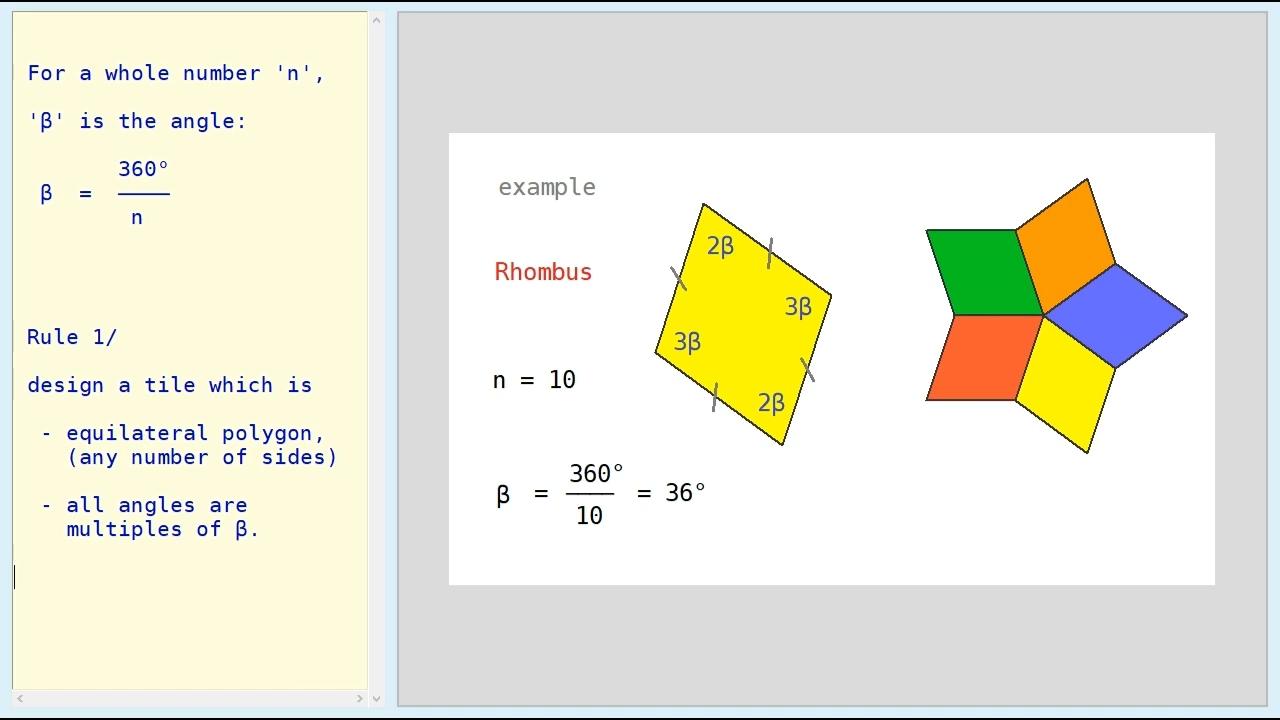 For a whole number 'n',
'β' is the angle:
360°
β = ────
n
Rule 1/
design a tile which is
- equilateral polygon,
(any number of sides)
- all angles are
multiples of β.
example
Rhombus
2β
3β
3β
2β
n = 10
360°
β = ──── = 36°
10